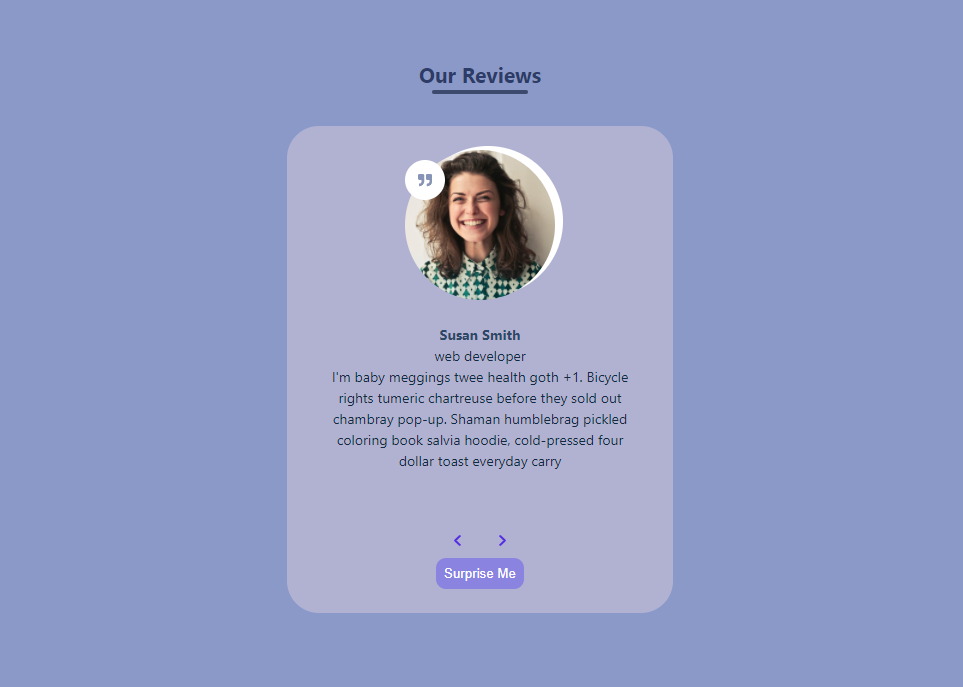 Our Reviews
Susan Smith
web developer
I'm baby meggings twee health goth +1. Bicycle
rights tumeric chartreuse before they sold out
chambray pop-up. Shaman humblebrag pickled
coloring book salvia hoodie, cold-pressed four
dollar toast everyday carry
Surprise Me